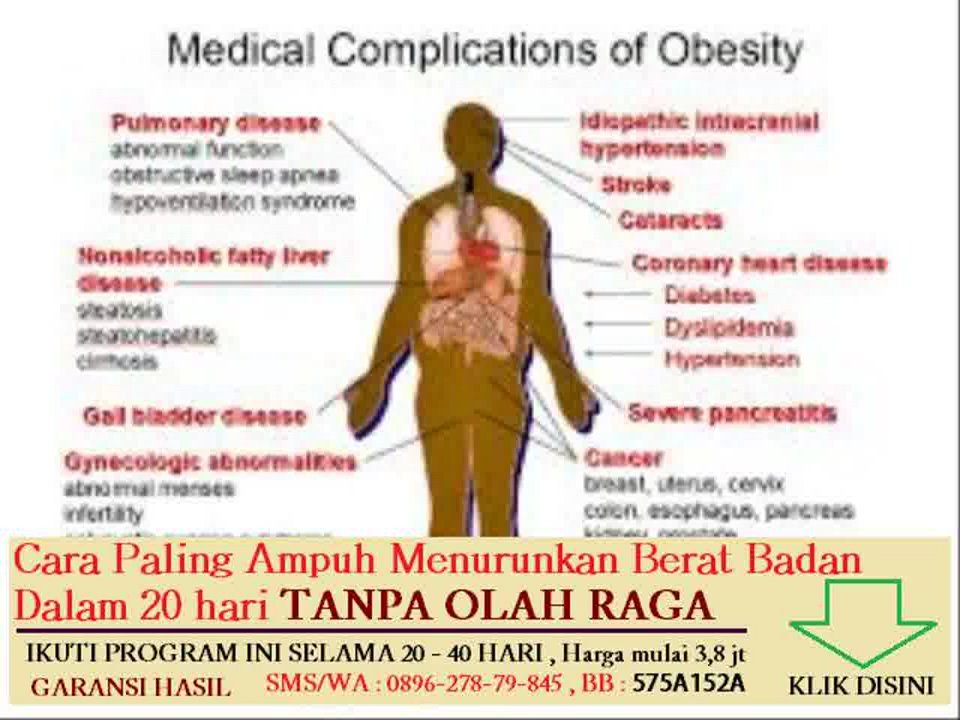 Medical Complications of Obesity
Pulmonary disease
abnormal function
obstructive sleep apnea
hypoventilation syndrome
Nonalcoholic fatty liver
disease
steatosis
steatohepatitis
cirrhosis
Gall bladder disease
Gynecologic abnormalities
abnormal menses
infertility
Idiopathic intracranial
hypertension
Stroke
Cataracts
Coronary heart disease
Diabetes
Dyslipidemia
Hypertension
Severe pancreatitis
Cancer
breast, uterus, cervix
colon, esophagus, pancreas
kidney, prostate
Cara Paling Ampuh Menurunkan Berat Badan
Dalam 20 hari TANPA OLAH RAGA
IKUTI PROGRAM INI SELAMA 20 - 40 HARI , Harga mulai 3,8 jt
GARANSI HASIL SMS/WA : 0896-278-79-845 , BB : 575A152A
KLIK DISINI